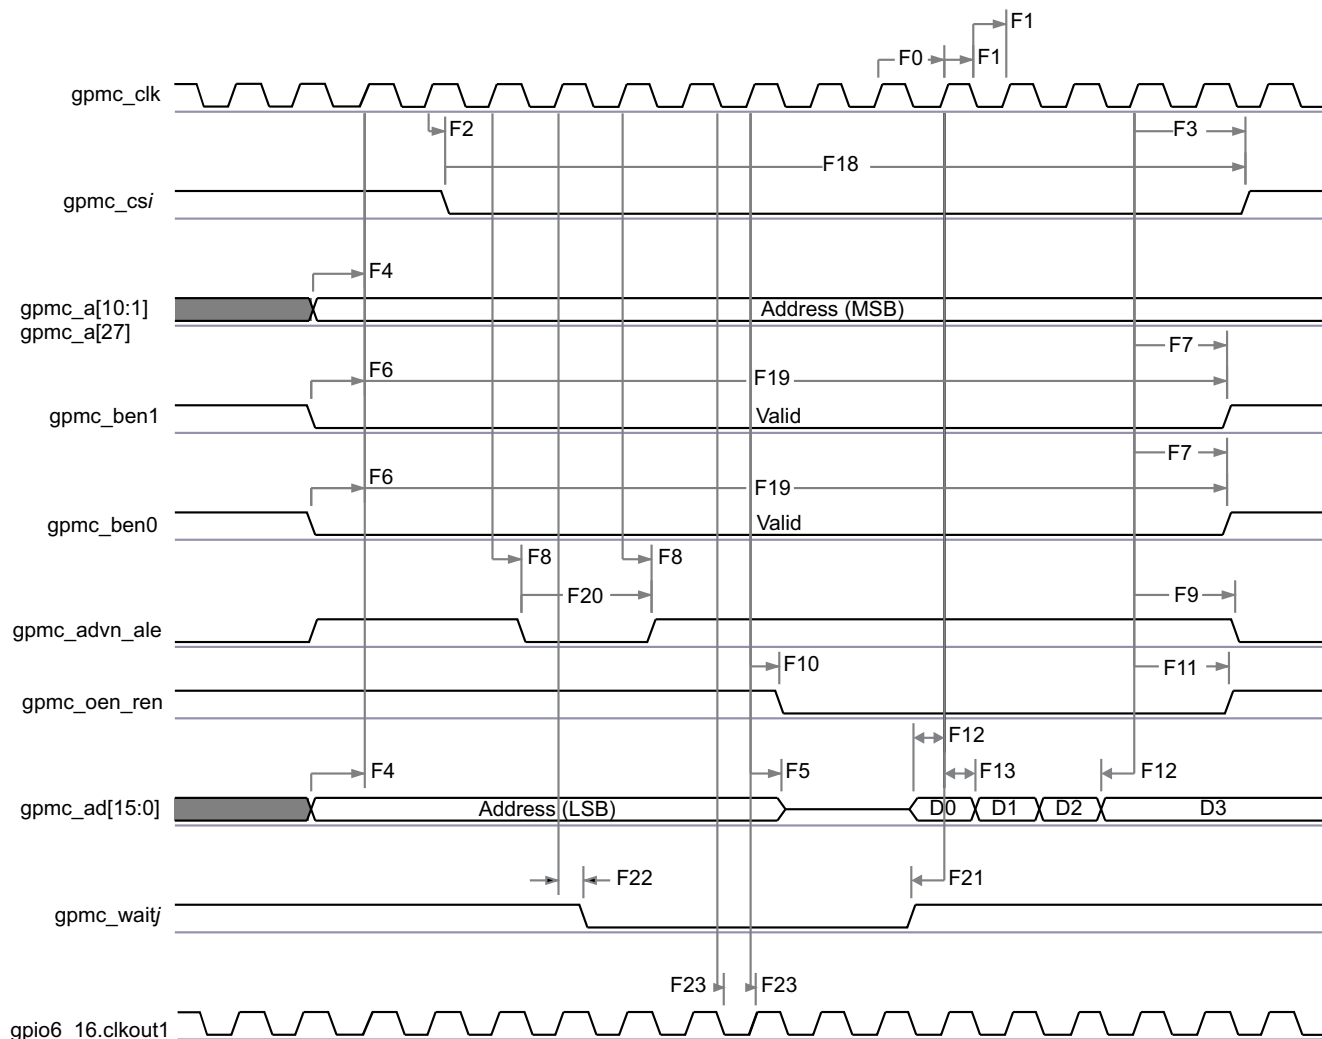 F1
F0
F1
gpmc_clk
F2
F3
F18
gpmc_csi
F4
gpmc_a[10:1]
Address (MSB)
gpmc_a[27]
F7
F6
F19
gpmc_ben1
Valid
F7
F6
F19
gpmc_ben0
Valid
F8
F8
F20
F9
gpmc_advn_ale
F10
F11
gpmc_oen_ren
F12
F4
F5
F13
F12
gpmc_ad[15:0]
Address (LSB)
D0
D1
D2
D3
F22
F21
gpmc_waitj
F23
F23
gpio6_16.clkout1